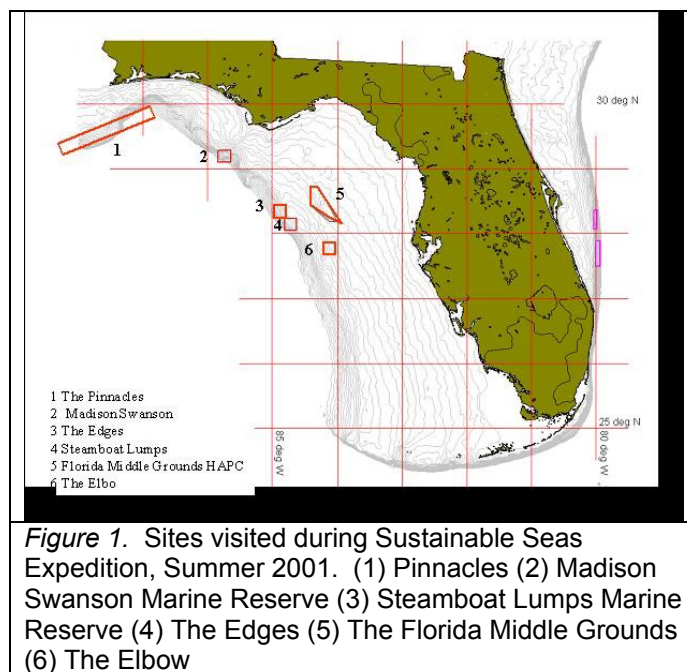 30 deg N
1
2
3
4
5
6
25 deg N
85 deg W
80 deg W
1 The Pinnacles
2 Madison Swanson
3 The Edges
4 Steamboat Lumps
5 Florida Middle Grounds HAPC
6 The Elbo
Figure 1. Sites visited during Sustainable Seas
Expedition, Summer 2001. (1) Pinnacles (2) Madison
Swanson Marine Reserve (3) Steamboat Lumps Marine
Reserve (4) The Edges (5) The Florida Middle Grounds
(6) The Elbow